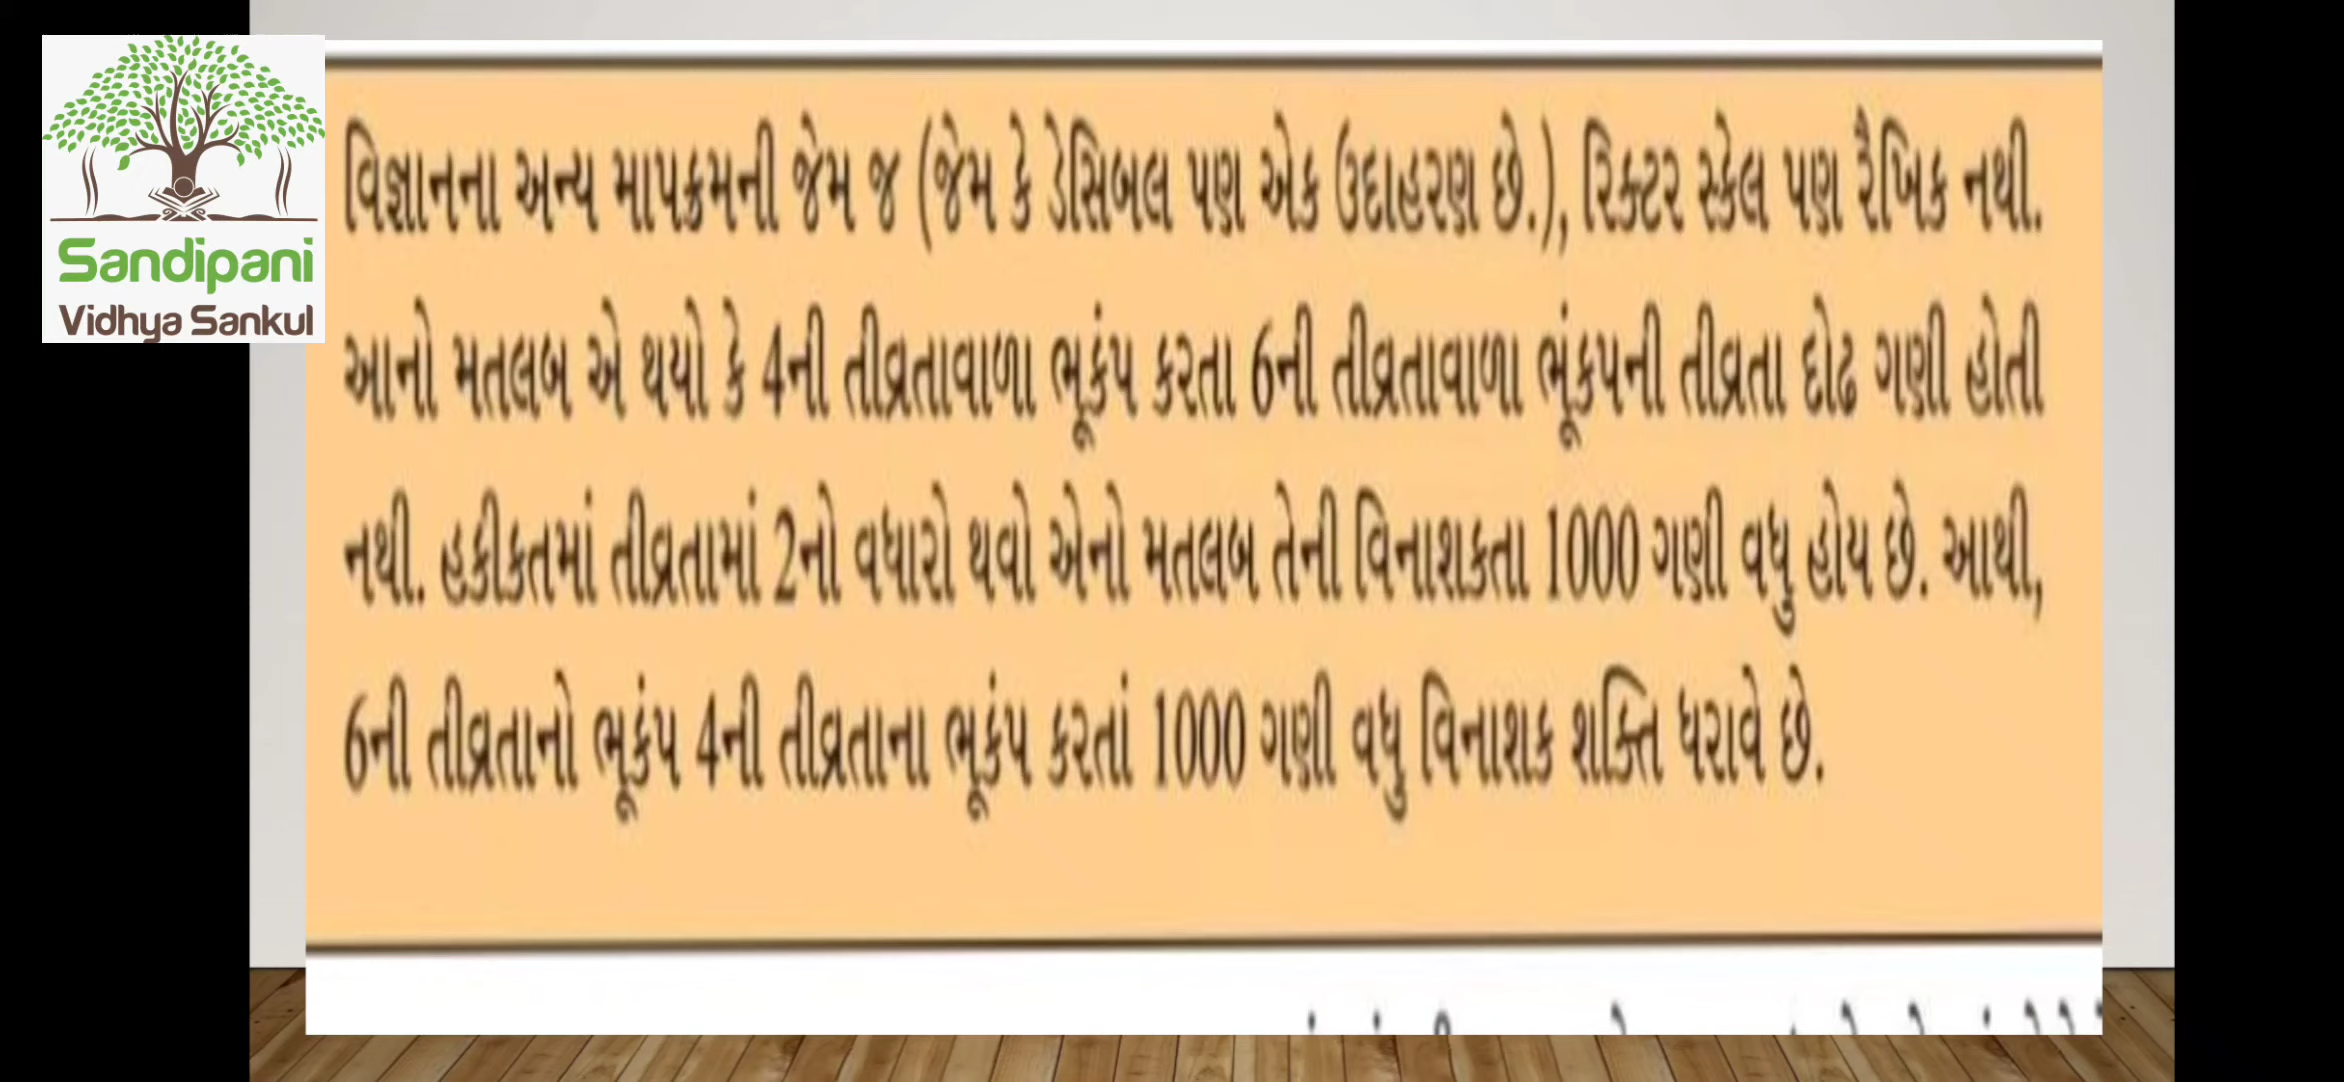 Sandipani
Vidhya Sankul
વિજ્ઞાનના અન્ય માપક્રમની જેમ જ (જેમ કે ડેસિબલ પણ એક ઉદાહરણ છે.), રિક્ટર સ્કેલ પણ રૈખિક નથી.
આનો મતલબ એ થયો કે 4ની તીવ્રતાવાળા ભૂકંપ કરતા 6ની તીવ્રતાવાળા ભૂંકપની તીવ્રતા દોઢ ગણી હોતી
નથી. હકીકતમાં તીવ્રતામાં 2નો વધારો થવો એનો મતલબ તેની વિનાશકતા 1000 ગણી વધુ હોય છે. આથી,
6ની તીવ્રતાનો ભૂકંપ 4ની તીવ્રતાના ભૂકંપ કરતાં 1000 ગણી વધુ વિનાશક શક્તિ ધરાવે છે.